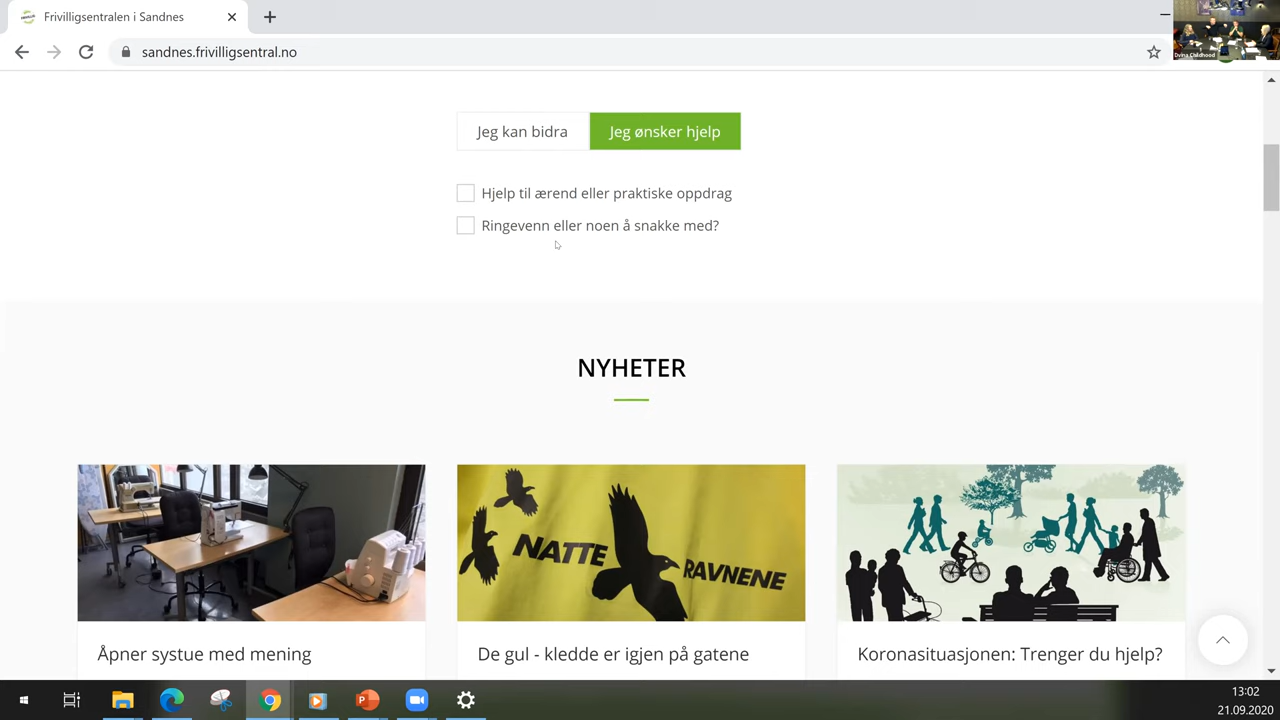 Frivilligsentralen i Sandnes
sandnes.frivilligsentral.no
Dvina Childhood
Jeg kan bidra
Jeg ønsker hjelp
Hjelp til ærend eller praktiske oppdrag
Ringevenn eller noen å snakke med?
NYHETER
NATTE RAVNENE
Åpner systue med mening
De gul - kledde er igjen på gatene
Koronasituasjonen: Trenger du hjelp?
13:02
21.09.2020